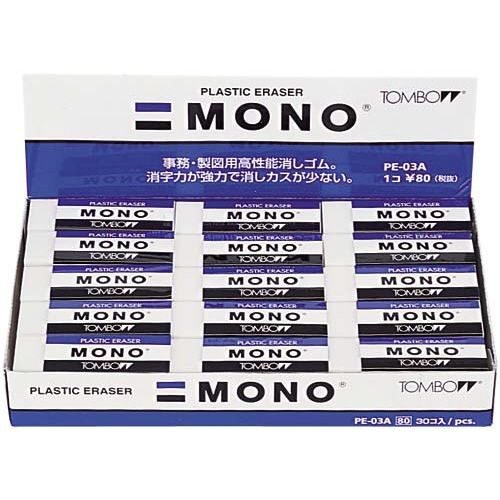 PLASTIC ERASER
MONO®
TOMBOW
事務・製図用高性能消しゴム。
消字力が強力で消しカスが少ない。
PE-03A
1コ ¥80 (税抜)
PLASTIC ERASER PLASTIC ERASER PLASTIC ERASER
MONO® MONO® MONO®
TOMBOW TOMBOW TOMBOW
PLASTIC ERASER PLASTIC ERASER PLASTIC ERASER
MONO® MONO® MONO®
TOMBOW TOMBOW TOMBOW
PLASTIC ERASER PLASTIC ERASER PLASTIC ERASER
MONO® MONO® MONO®
TOMBOW TOMBOW TOMBOW
PLASTIC ERASER PLASTIC ERASER PLASTIC ERASER
MONO® MONO® MONO®
TOMBOW TOMBOW TOMBOW
PLASTIC ERASER PLASTIC ERASER PLASTIC ERASER
MONO® MONO® MONO®
TOMBOW TOMBOW TOMBOW
PLASTIC ERASER MONO® TOMBOW
PE-03A 80 30コ入/pcs.